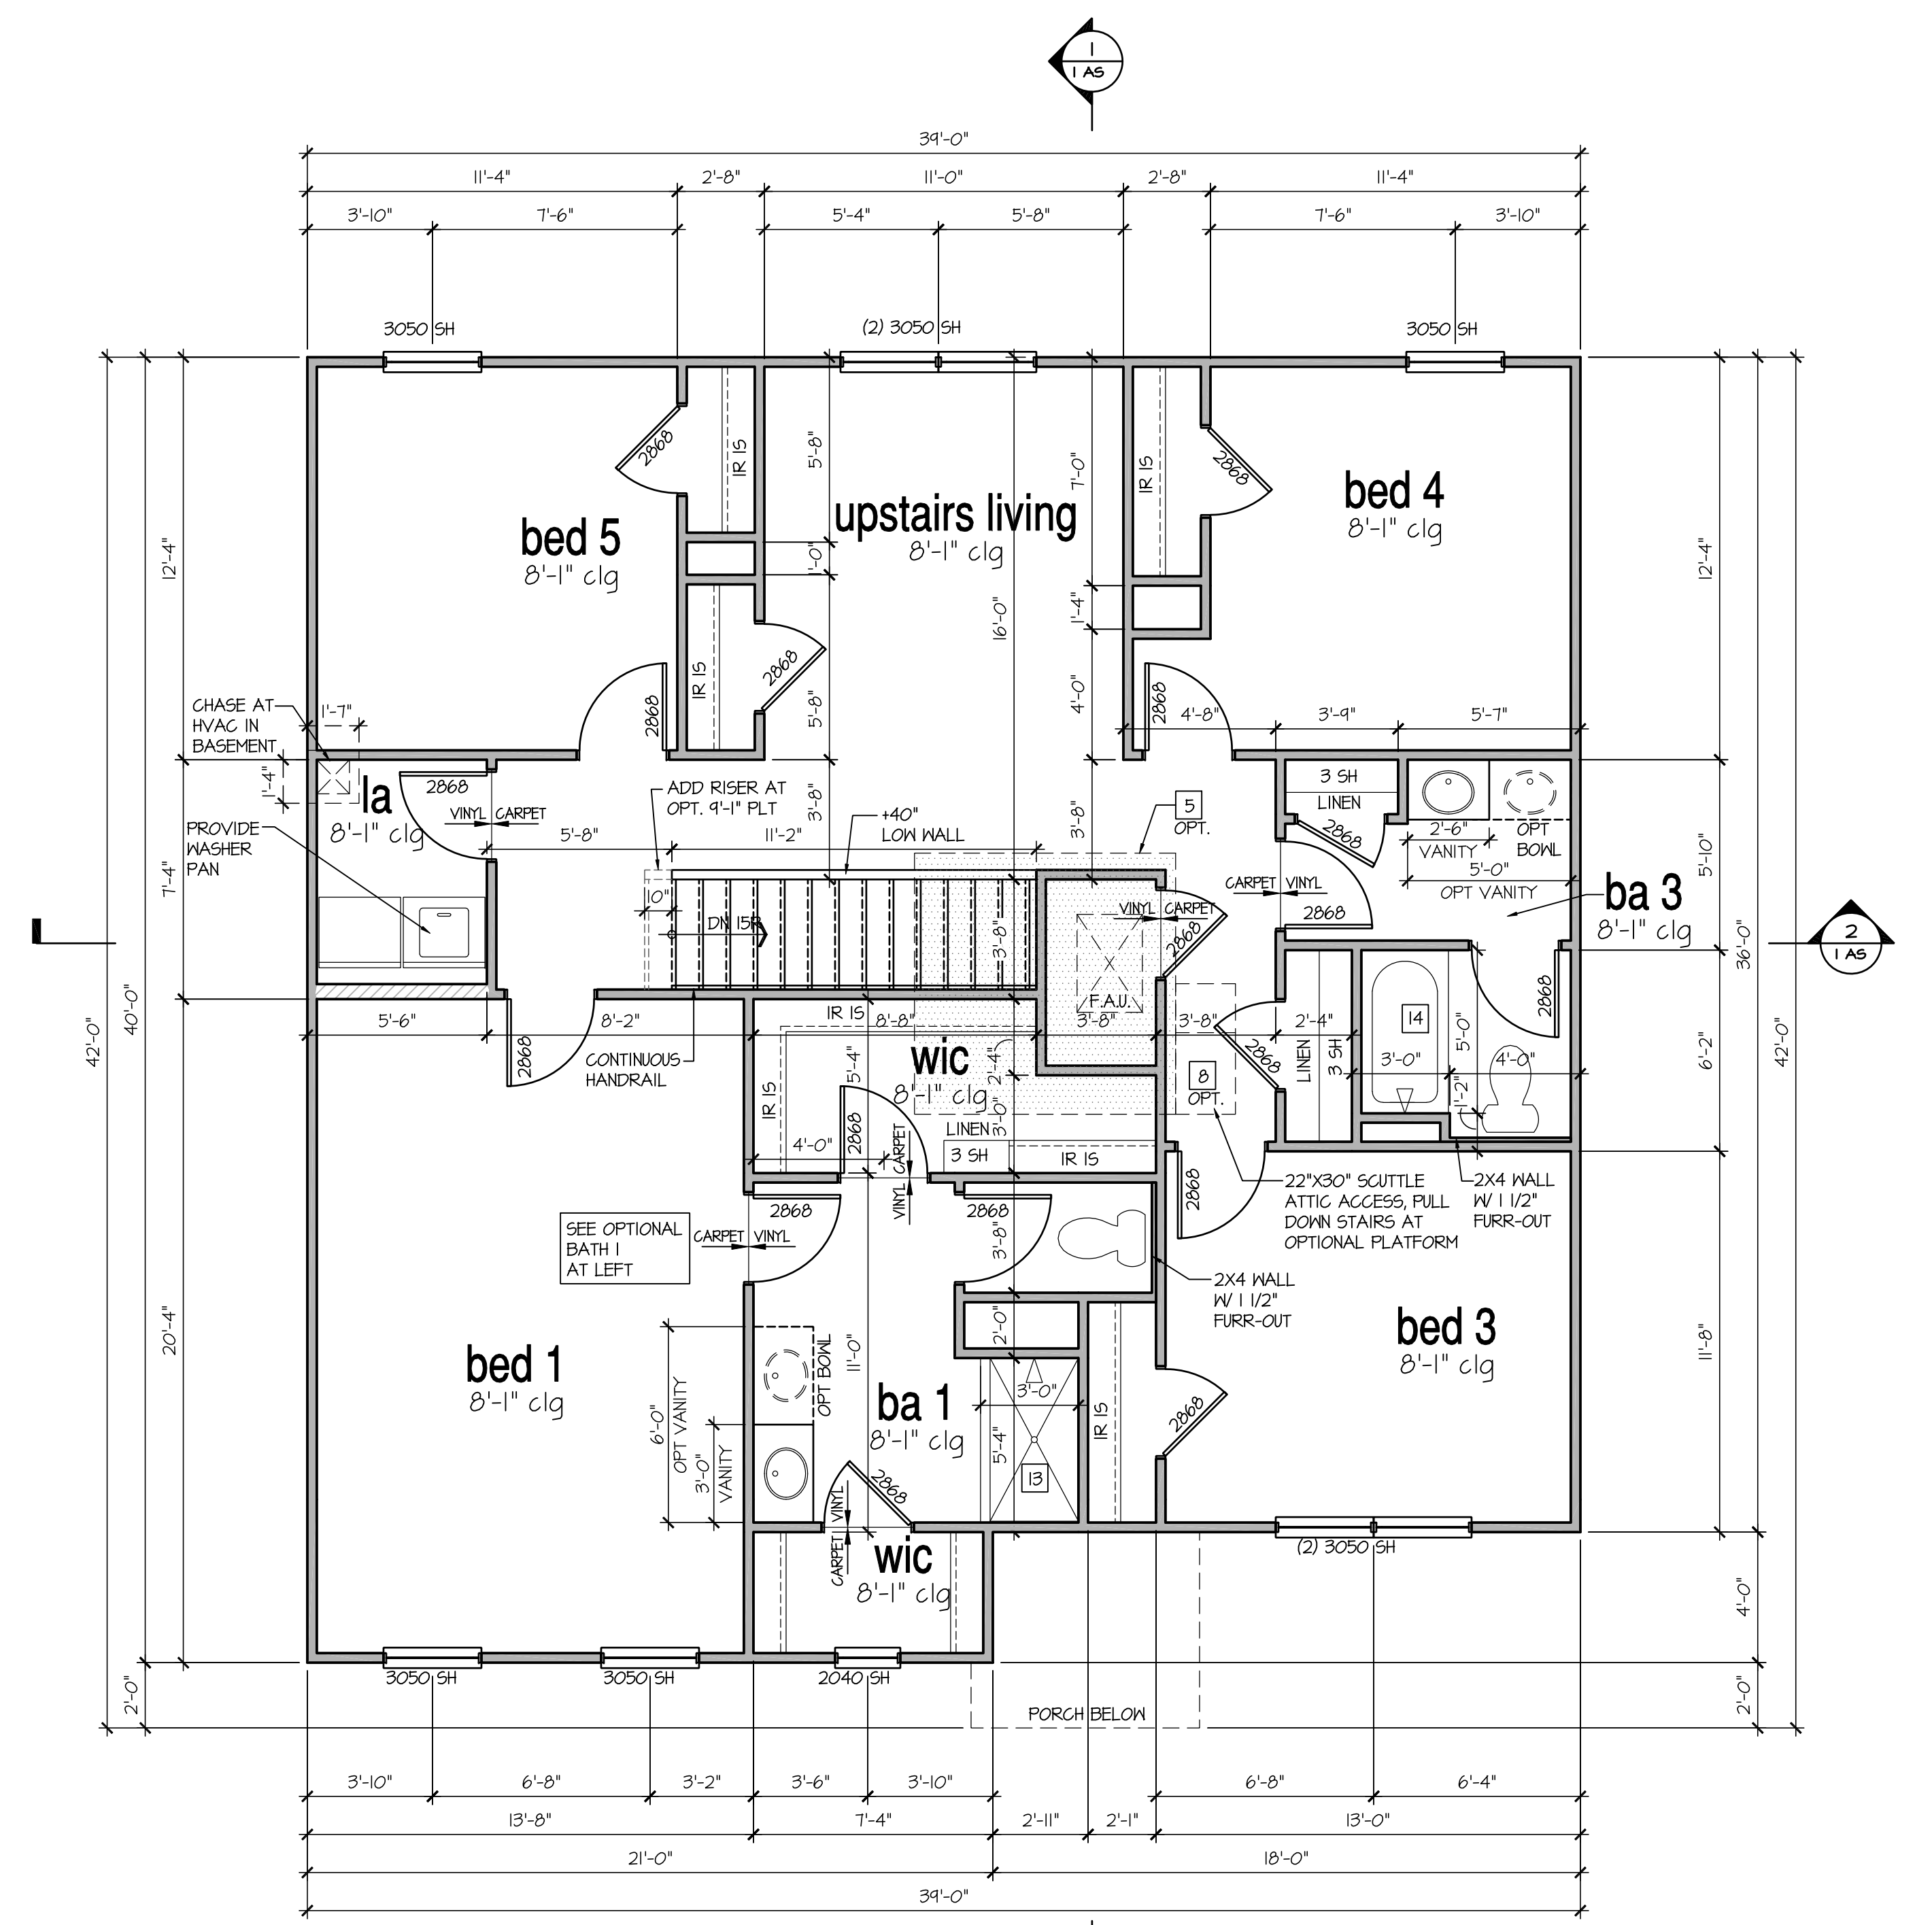 1
1 AS
39'-0"
11'-4" 2'-8" 11'-0" 2'-8" 11'-4"
3'-10" 7'-6" 5'-4" 5'-8" 7'-6" 3'-10"
3050 SH
(2) 3050 SH
3050 SH
2868
1R 1S
5'-8"
7'-0"
1R 1S
2868
bed 5
8'-1" clg
upstairs living
8'-1" clg
bed 4
8'-1" clg
12'-4"
1'-0"
16'-0"
1'-4"
12'-4"
1R 1S
2868
2868
5'-8"
4'-0"
2868
4'-8" 3'-9" 5'-7"
CHASE AT
HVAC IN
BASEMENT
1'-7"
1'-4"
la
8'-1" clg
2868
VINYL CARPET
PROVIDE
WASHER
PAN
7'-4"
ADD RISER AT
OPT. 9'-1" PLT
3'-8"
5'-8" 11'-2"
+40"
LOW WALL
3'-8"
5
OPT.
3 SH
LINEN
2868
2'-6"
VANITY
OPT
BOWL
5'-0"
OPT VANITY
5'-10"
CARPET VINYL
2868
ba 3
8'-1" clg
10"
DN 15R
3'-8"
VINYL CARPET
2868
F.A.U.
2
1 AS
42'-0"
40'-0"
36'-0"
42'-0"
5'-6" 8'-2" 8'-8" 3'-8" 3'-8" 2'-4"
2868
CONTINUOUS
HANDRAIL
1R 1S
1R 1S
5'-4"
wic
8'-1" clg
2'-4"
3'-0"
4'-0"
2868
CARPET
VINYL
LINEN
3 SH
1R 1S
8
OPT.
2868
LINEN
3 SH
14
3'-0"
5'-0"
1'-2"
4'-0"
2868
6'-2"
2868
22"X30" SCUTTLE
ATTIC ACCESS, PULL
DOWN STAIRS AT
OPTIONAL PLATFORM
2X4 WALL
W/ 1 1/2"
FURR-OUT
SEE OPTIONAL
BATH 1
AT LEFT
2868
CARPET VINYL
2868
3'-8"
2X4 WALL
W/ 1 1/2"
FURR-OUT
20'-4"
bed 1
8'-1" clg
6'-0"
OPT VANITY
3'-0"
VANITY
OPT BOWL
11'-0"
ba 1
8'-1" clg
2'-0"
3'-0"
5'-4"
13
1R 1S
2868
bed 3
8'-1" clg
11'-8"
2868
VINYL
CARPET
wic
8'-1" clg
(2) 3050 SH
4'-0"
3050 SH
3050 SH
2040 SH
2'-0"
PORCH BELOW
2'-0"
3'-10" 6'-8" 3'-2" 3'-6" 3'-10" 6'-8" 6'-4"
13'-8" 7'-4" 2'-11" 2'-1" 13'-0"
21'-0" 18'-0"
39'-0"